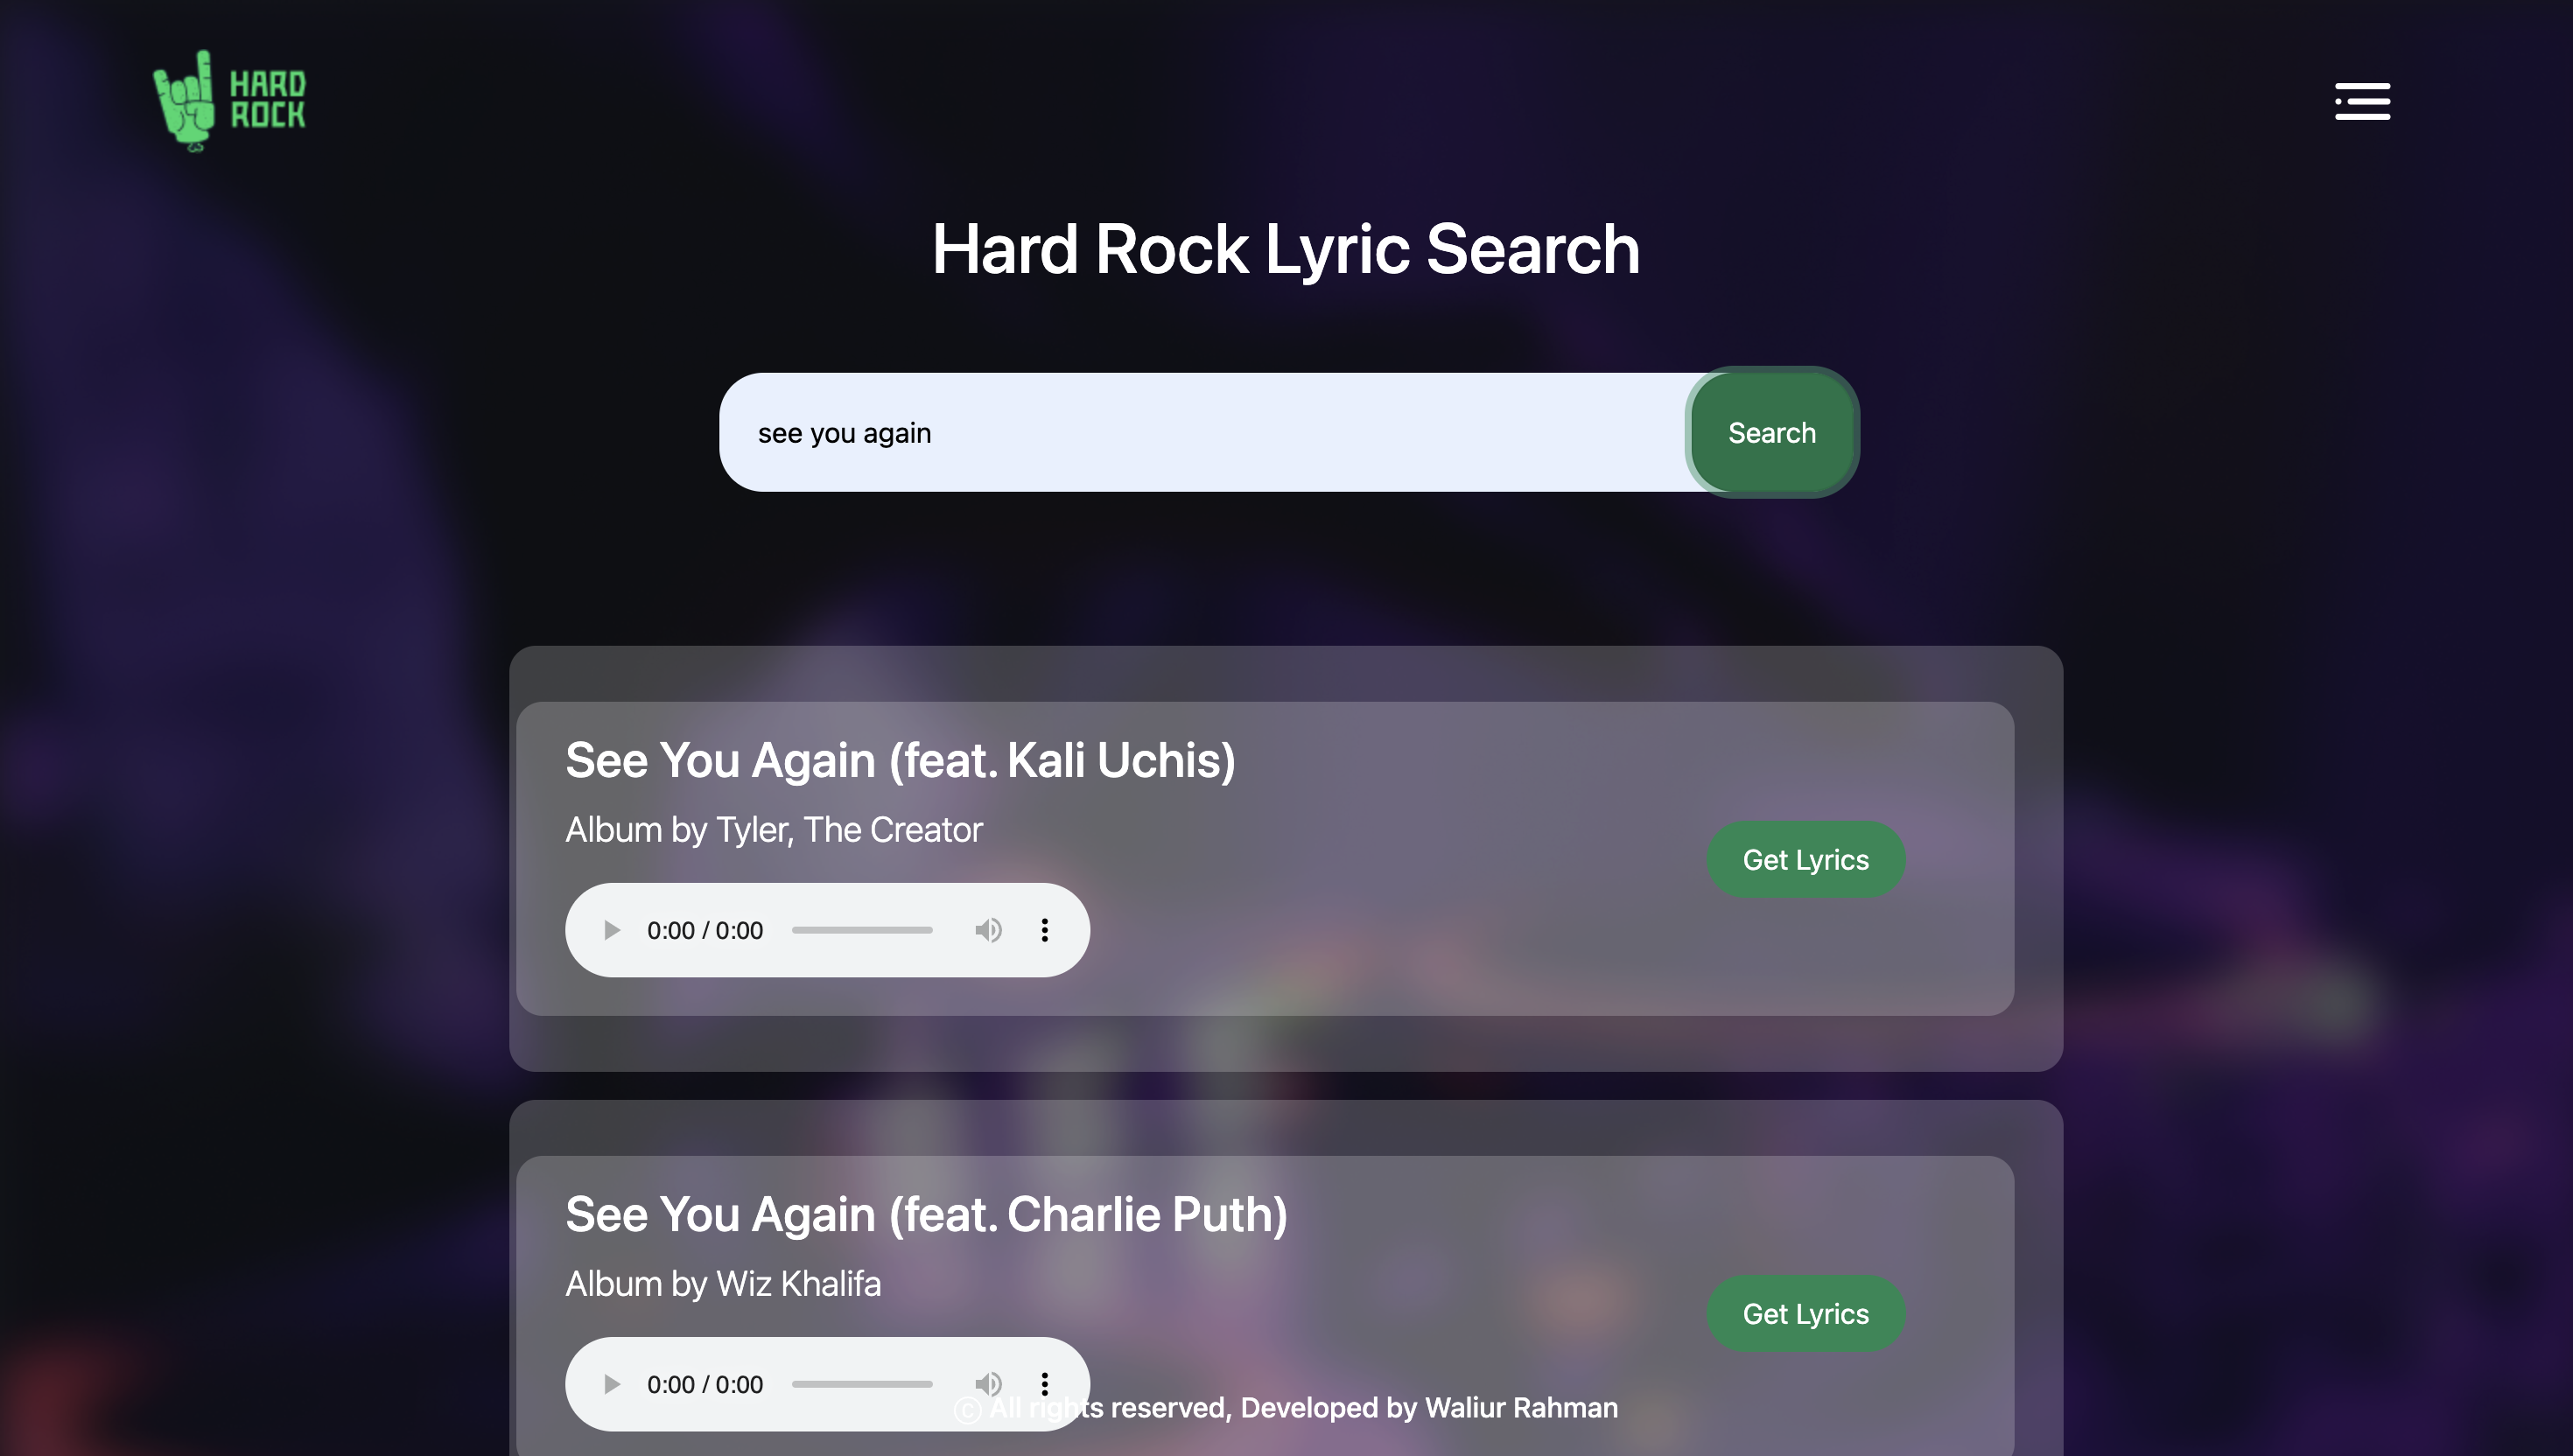 HARD
ROCK
Hard Rock Lyric Search
see you again
Search
See You Again (feat. Kali Uchis)
Album by Tyler, The Creator
Get Lyrics
0:00 / 0:00
See You Again (feat. Charlie Puth)
Album by Wiz Khalifa
Get Lyrics
0:00 / 0:00
© All rights reserved, Developed by Waliur Rahman